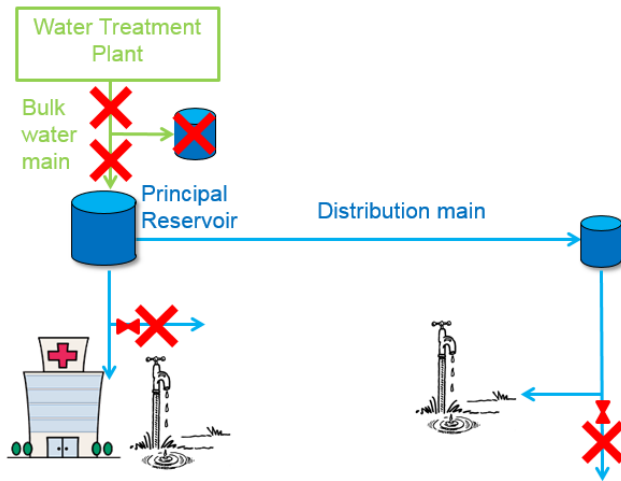 Water Treatment
Plant
Bulk
water
main
Principal
Reservoir
Distribution main